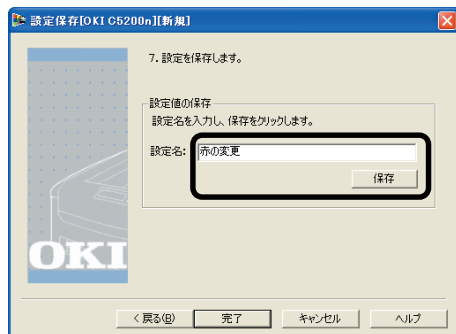 設定保存[OKI C5200n][新規]
7. 設定を保存します。
設定値の保存
設定名を入力し、保存をクリックします。
設定名: 赤の変更
保存
OKI
< 戻る(B) 完了 キャンセル ヘルプ